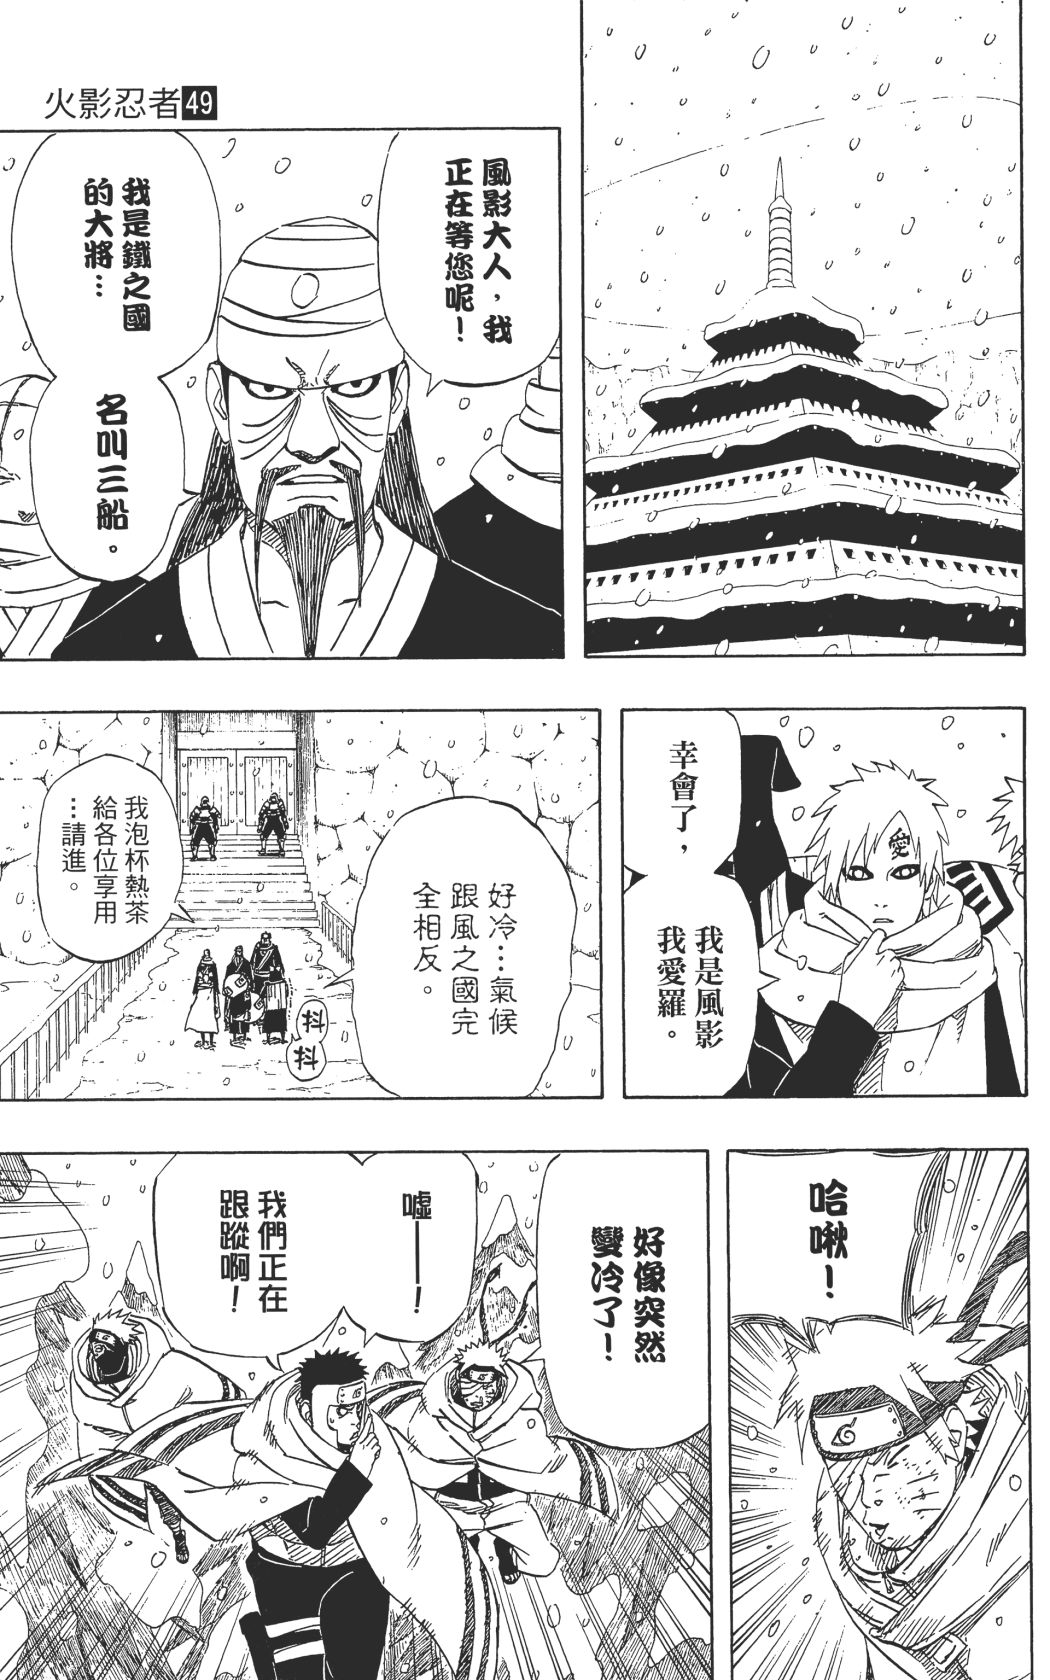 火影忍者49
風影大人，我
正在等您呢！
我是鐵之國
的大將…
名叫三船。
幸會了，
我是風影
我愛羅。
好冷…氣候
跟風之國完
全相反。
抖
抖
我泡杯熱茶
給各位享用
…請進。
哈啾！
好像突然
變冷了！
噓——！
我們正在
跟蹤啊！
愛